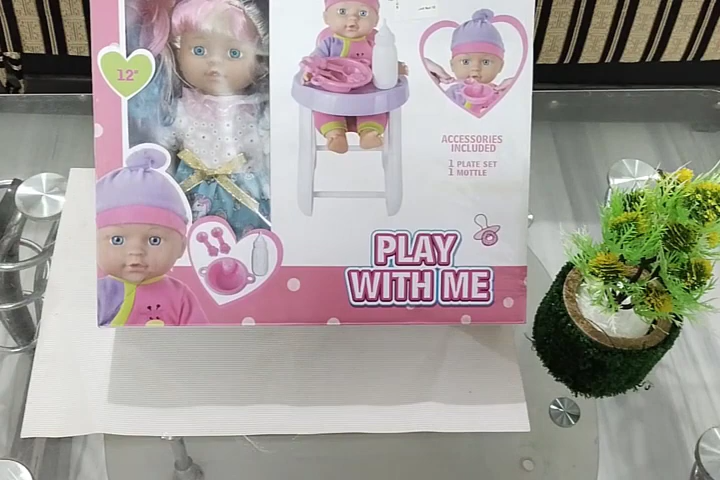 12"
ACCESSORIES
INCLUDED
1 PLATE SET
1 MOTTLE
PLAY
WITH ME